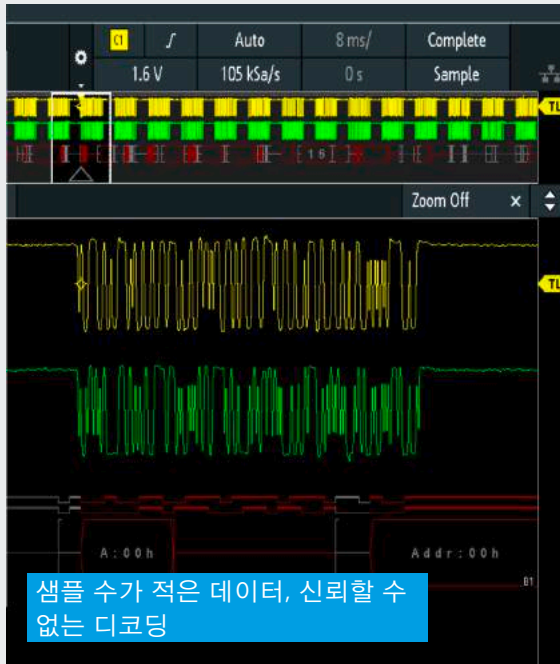 C1 Auto 8 ms/ Complete
1.6 V 105 kSa/s 0 s Sample
TL
Zoom Off ×
TL
A:00h Addr:00h
B1
샘플 수가 적은 데이터, 신뢰할 수
없는 디코딩